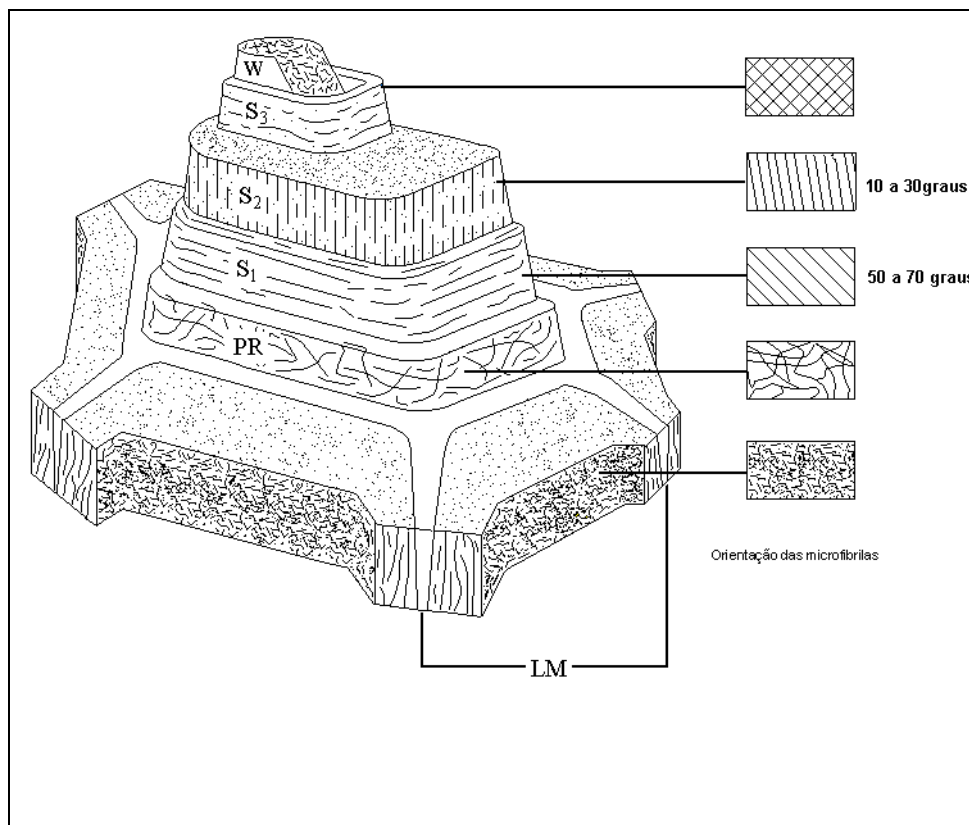 W
S3
S2
10 a 30graus
S1
50 a 70 graus
PR
Orientação das microfibrilas
LM